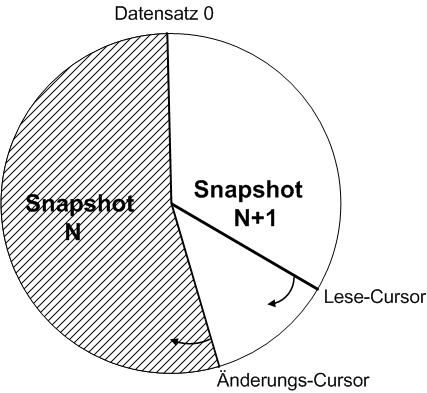 Datensatz 0
Snapshot
N
Snapshot
N+1
Lese-Cursor
Änderungs-Cursor